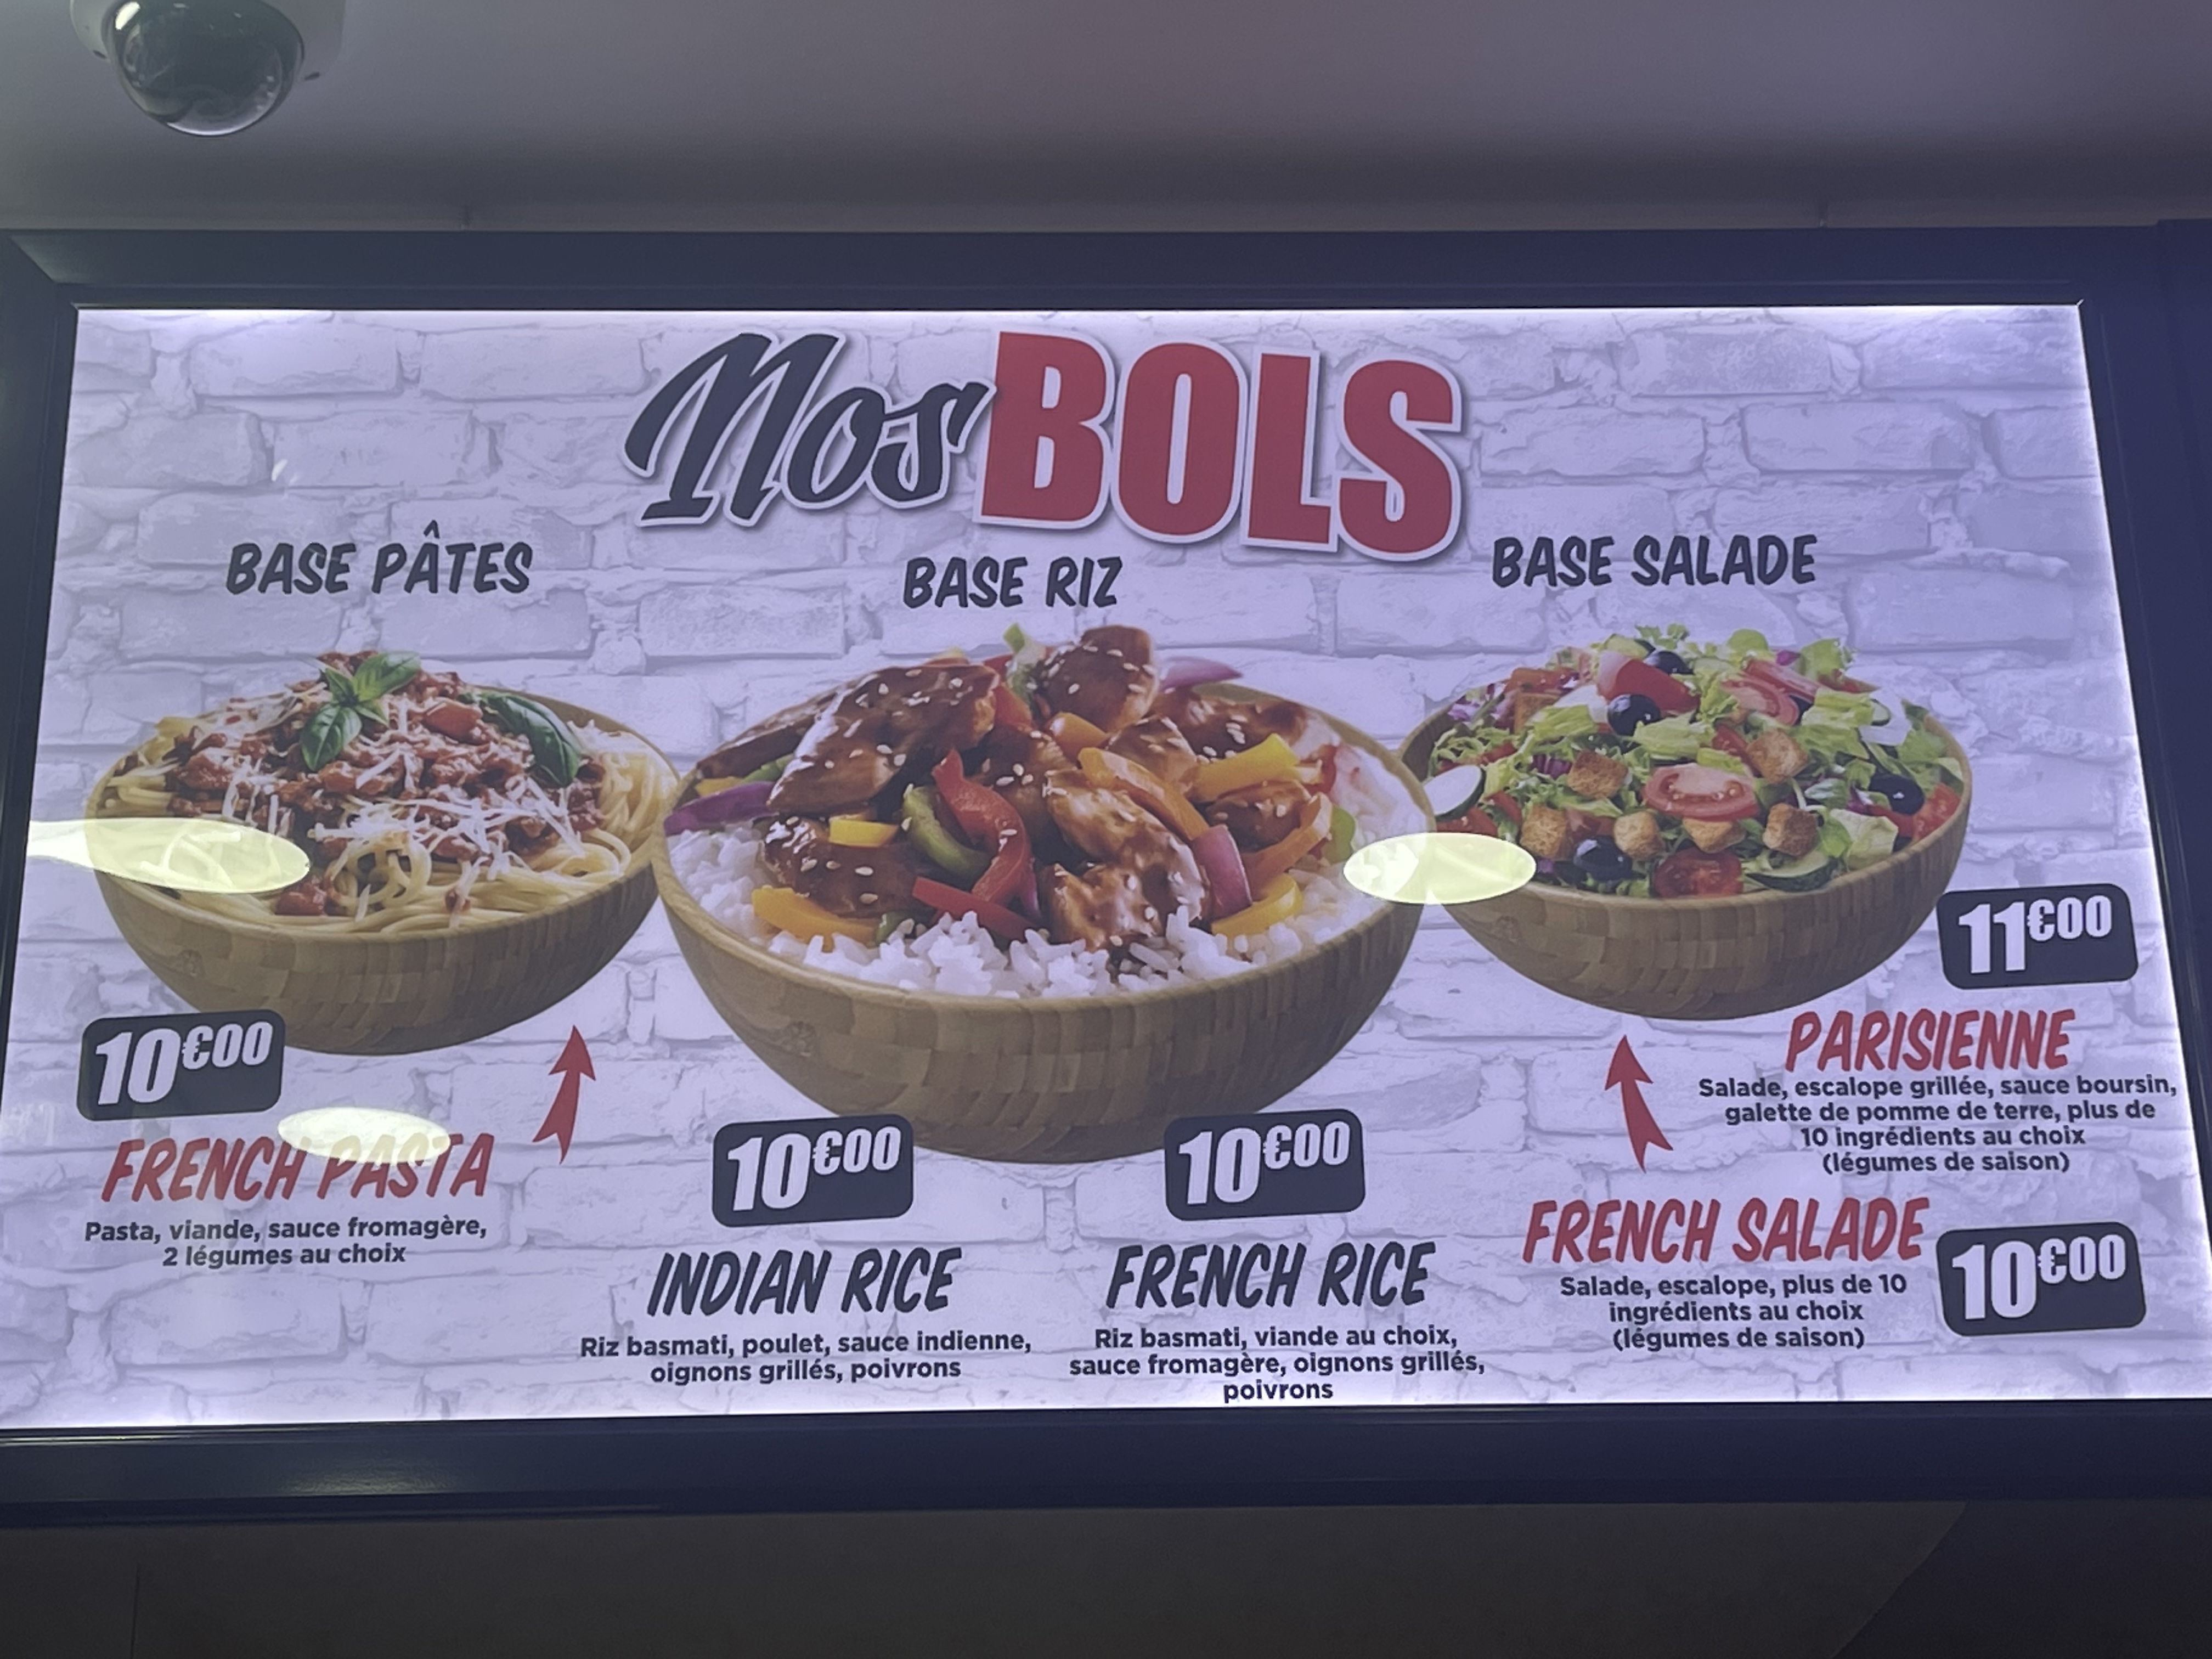 Nos BOLS
BASE PÂTES
BASE RIZ
BASE SALADE
10€00
FRENCH PASTA
Pasta, viande, sauce fromagère,
2 légumes au choix
10€00
INDIAN RICE
Riz basmati, poulet, sauce indienne,
oignons grillés, poivrons
10€00
FRENCH RICE
Riz basmati, viande au choix,
sauce fromagère, oignons grillés,
poivrons
11€00
PARISIENNE
Salade, escalope grillée, sauce boursin,
galette de pomme de terre, plus de
10 ingrédients au choix
(légumes de saison)
FRENCH SALADE
10€00
Salade, escalope, plus de 10
ingrédients au choix
(légumes de saison)